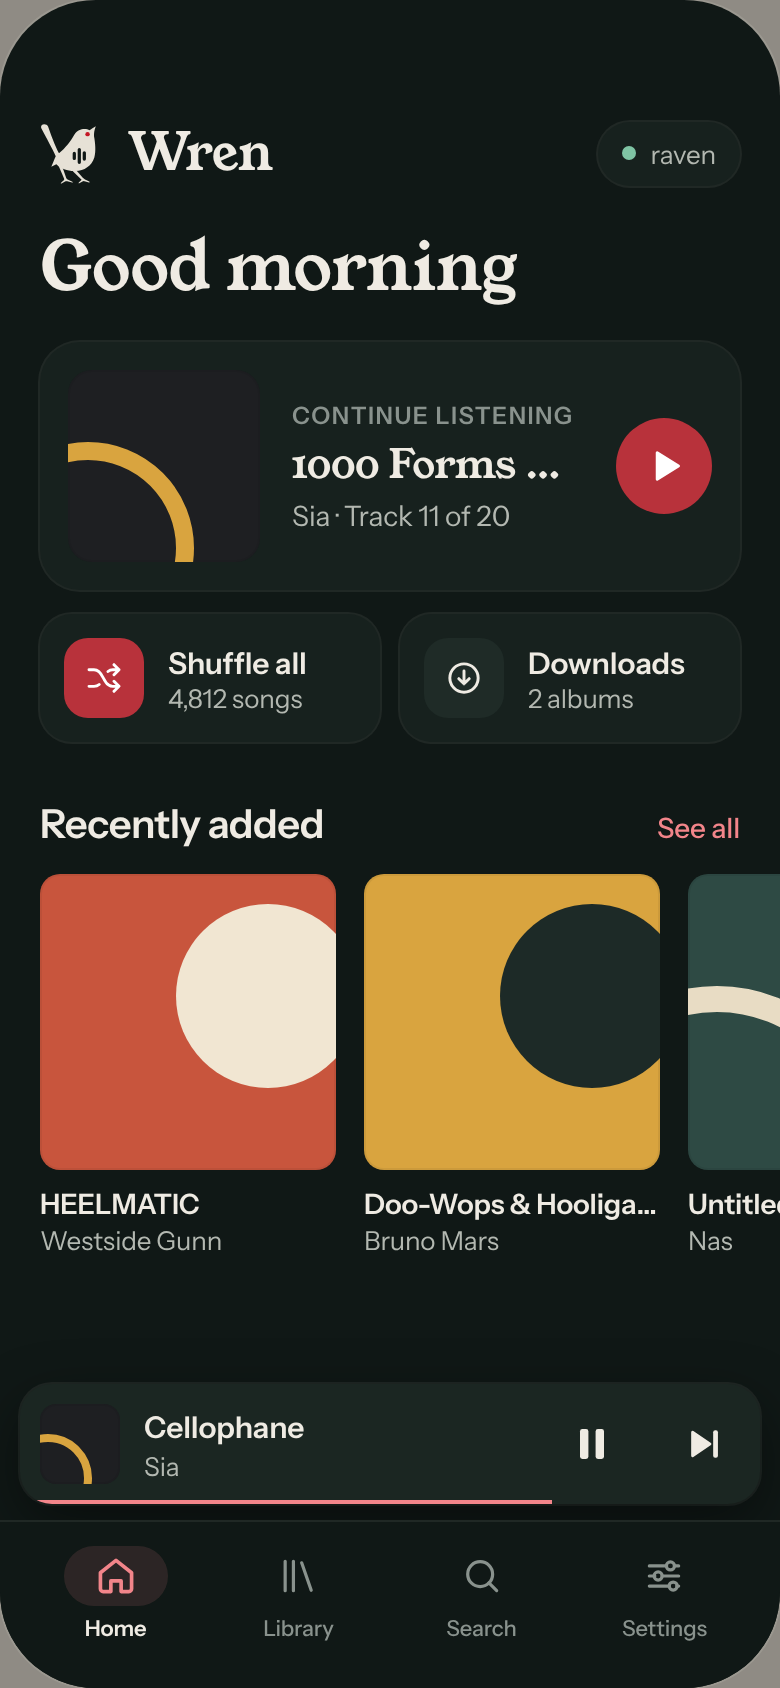 Wren
raven
Good morning
CONTINUE LISTENING
1000 Forms ...
Sia · Track 11 of 20
Shuffle all
4,812 songs
Downloads
2 albums
Recently added
See all
HEELMATIC
Westside Gunn
Doo-Wops & Hooliga...
Bruno Mars
Untitled
Nas
Cellophane
Sia
Home
Library
Search
Settings